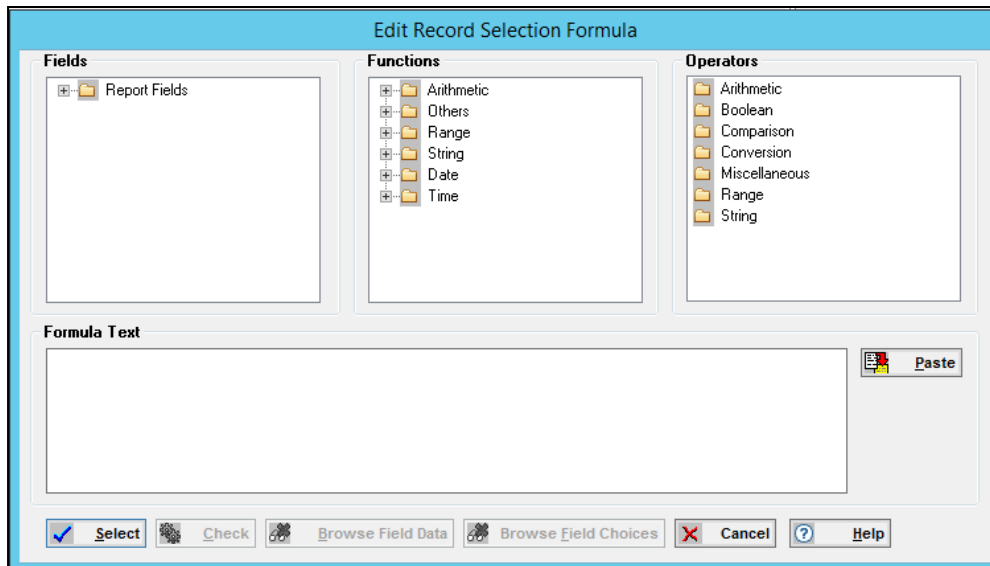 Edit Record Selection Formula
Fields
Report Fields
Functions
Arithmetic
Others
Range
String
Date
Time
Operators
Arithmetic
Boolean
Comparison
Conversion
Miscellaneous
Range
String
Formula Text
Paste
Select Check Browse Field Data Browse Field Choices Cancel Help